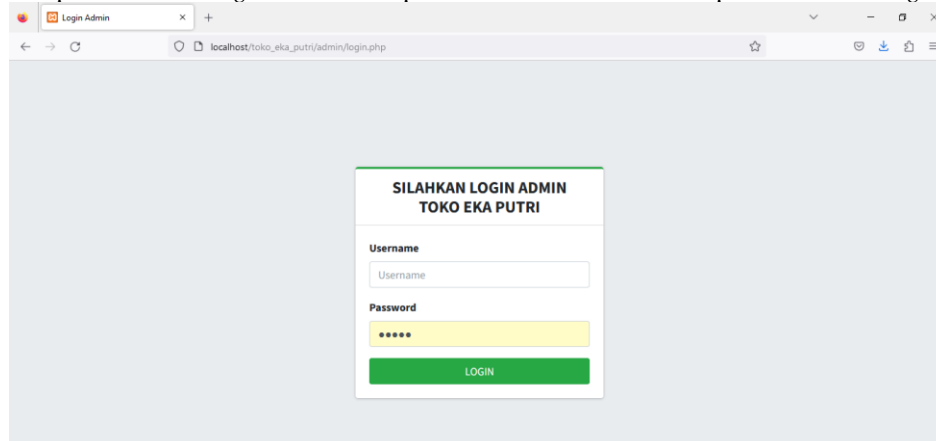 Login Admin
localhost/toko_eka_putri/admin/login.php
SILAHKAN LOGIN ADMIN
TOKO EKA PUTRI
Username
Username
Password
•••••
LOGIN